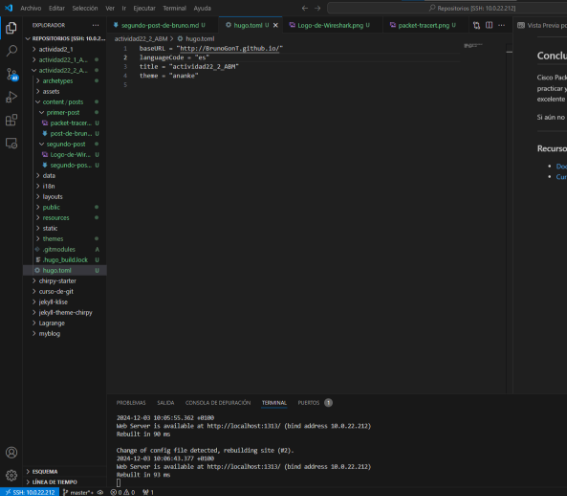 Archivo Editar Selección Ver Ir Ejecutar Terminal Ayuda
Repositorios [SSH: 10.0.22.212]
EXPLORADOR
segundo-post-de-bruno.md U
hugo.toml U
Logo-de-Wireshark.png U
packet-tracert.png U
Vista Previa
REPOSITORIOS [SSH: 10.0.2...
actividad22_2_ABM > hugo.toml
actividad2_1
actividad22_1_A...
actividad22_2_A...
archetypes
assets
content / posts
primer-post
packet-tracer... U
post-de-brun... U
segundo-post
Logo-de-Wir... U
segundo-pos... U
data
i18n
layouts
public
resources
static
themes
.gitmodules A
.hugo_build.lock U
hugo.toml U
chirpy-starter
curso-de-git
jekyll-klise
jekyll-theme-chirpy
Lagrange
myblog
1 baseURL = "http://BrunoGonT.github.io/"
2 languageCode = "es"
3 title = "actividad22_2_ABM"
4 theme = "ananke"
5
Conclu
Cisco Pack
practicar y
excelente
Si aún no
Recurso
Doc
Cur
PROBLEMAS SALIDA CONSOLA DE DEPURACIÓN TERMINAL PUERTOS 1
2024-12-03 10:05:55.362 +0100
Web Server is available at http://localhost:1313/ (bind address 10.0.22.212)
Rebuilt in 90 ms
Change of config file detected, rebuilding site (#2).
2024-12-03 10:06:43.377 +0100
Web Server is available at http://localhost:1313/ (bind address 10.0.22.212)
Rebuilt in 93 ms
ESQUEMA
LÍNEA DE TIEMPO
SSH: 10.0.22.212 master*+ 0 0 1